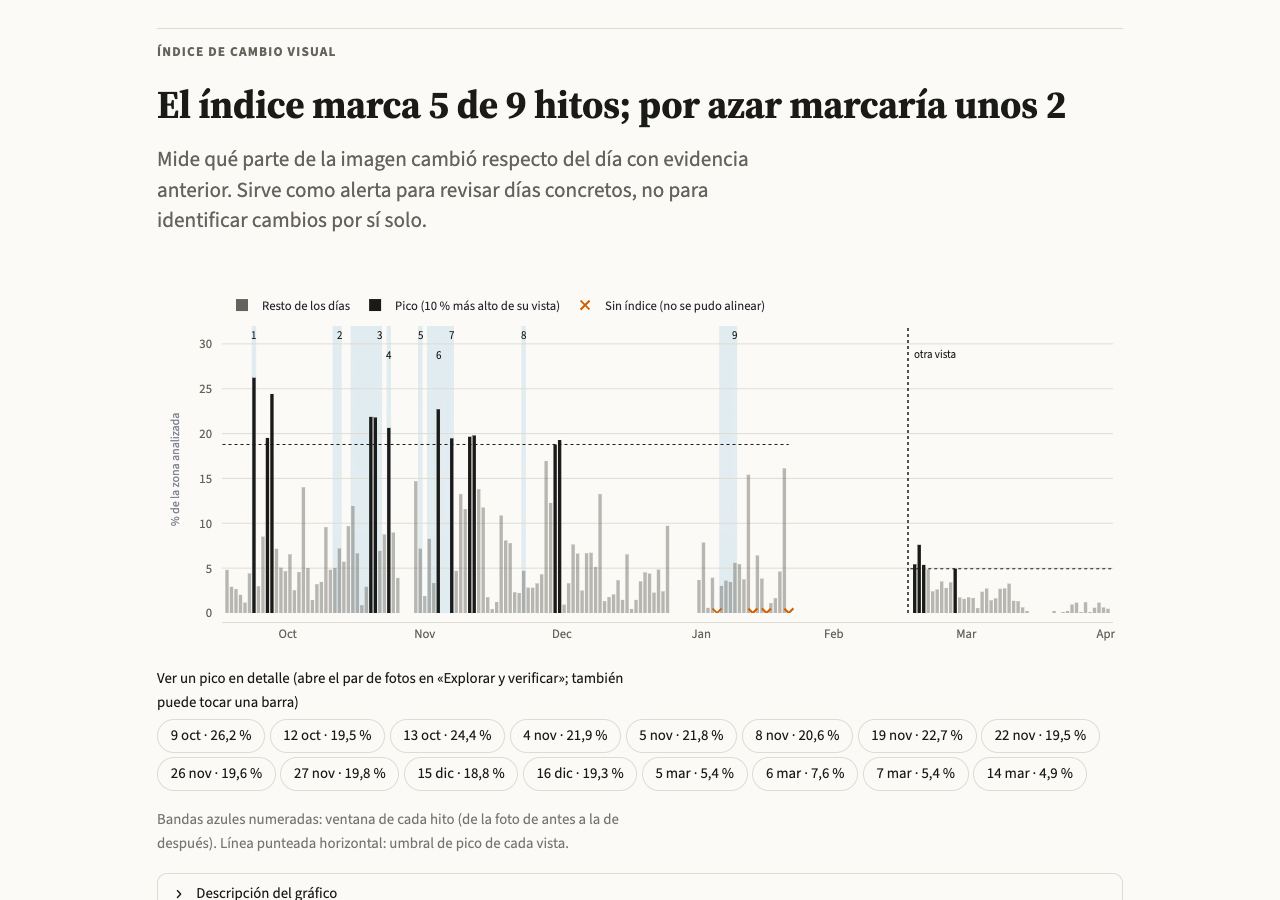 ÍNDICE DE CAMBIO VISUAL
El índice marca 5 de 9 hitos; por azar marcaría unos 2
Mide qué parte de la imagen cambió respecto del día con evidencia
anterior. Sirve como alerta para revisar días concretos, no para
identificar cambios por sí solo.
Resto de los días Pico (10 % más alto de su vista) Sin índice (no se pudo alinear)
1 2 3 5 7 8 9
4 6 otra vista
30
25
20
15
10
5
0
% de la zona analizada
Oct Nov Dec Jan Feb Mar Apr
Ver un pico en detalle (abre el par de fotos en «Explorar y verificar»; también
puede tocar una barra)
9 oct · 26,2 % 12 oct · 19,5 % 13 oct · 24,4 % 4 nov · 21,9 % 5 nov · 21,8 % 8 nov · 20,6 % 19 nov · 22,7 % 22 nov · 19,5 %
26 nov · 19,6 % 27 nov · 19,8 % 15 dic · 18,8 % 16 dic · 19,3 % 5 mar · 5,4 % 6 mar · 7,6 % 7 mar · 5,4 % 14 mar · 4,9 %
Bandas azules numeradas: ventana de cada hito (de la foto de antes a la de
después). Línea punteada horizontal: umbral de pico de cada vista.
Descripción del gráfico